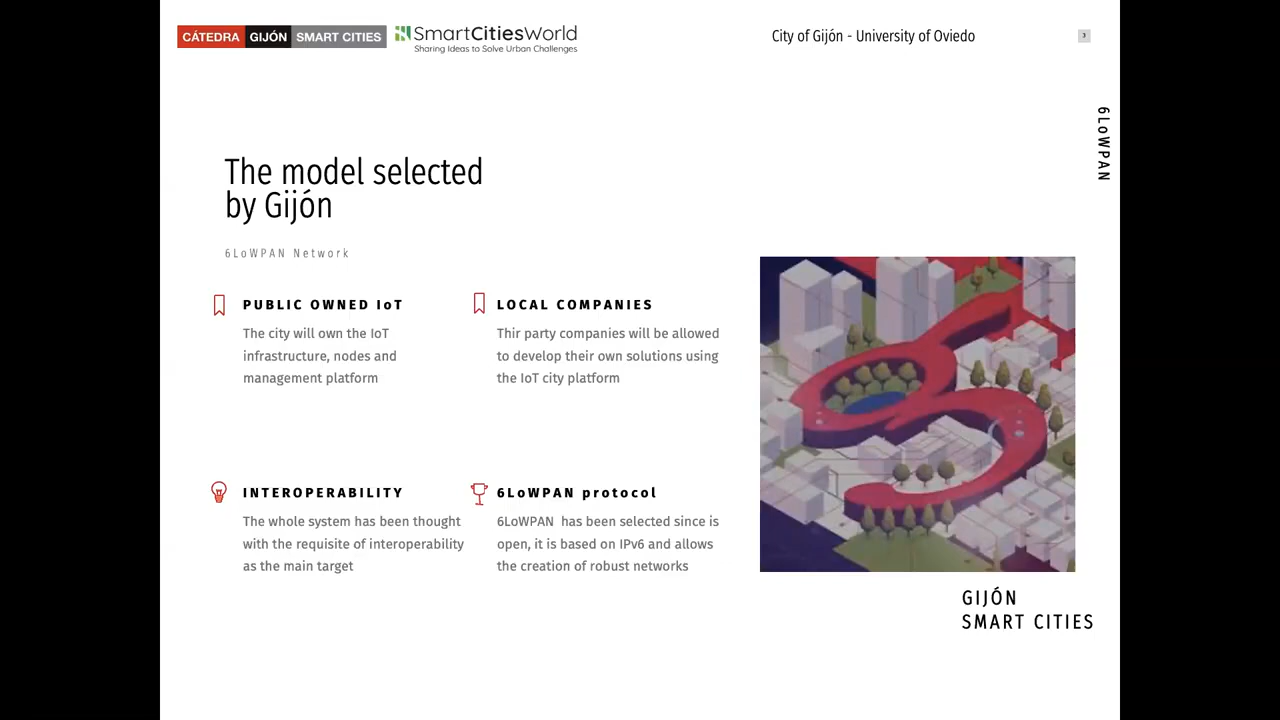 CÁTEDRA GIJÓN SMART CITIES
SmartCitiesWorld
Sharing Ideas to Solve Urban Challenges
City of Gijón - University of Oviedo
3
6LoWPAN
The model selected
by Gijón
6LoWPAN Network
PUBLIC OWNED IoT
The city will own the IoT
infrastructure, nodes and
management platform
LOCAL COMPANIES
Thir party companies will be allowed
to develop their own solutions using
the IoT city platform
INTEROPERABILITY
The whole system has been thought
with the requisite of interoperability
as the main target
6LoWPAN protocol
6LoWPAN  has been selected since is
open, it is based on IPv6 and allows
the creation of robust networks
GIJÓN
SMART CITIES